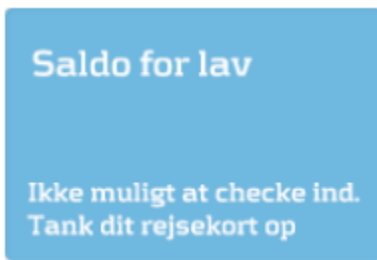 Saldo for lav
Ikke muligt at checke ind.
Tank dit rejsekort op